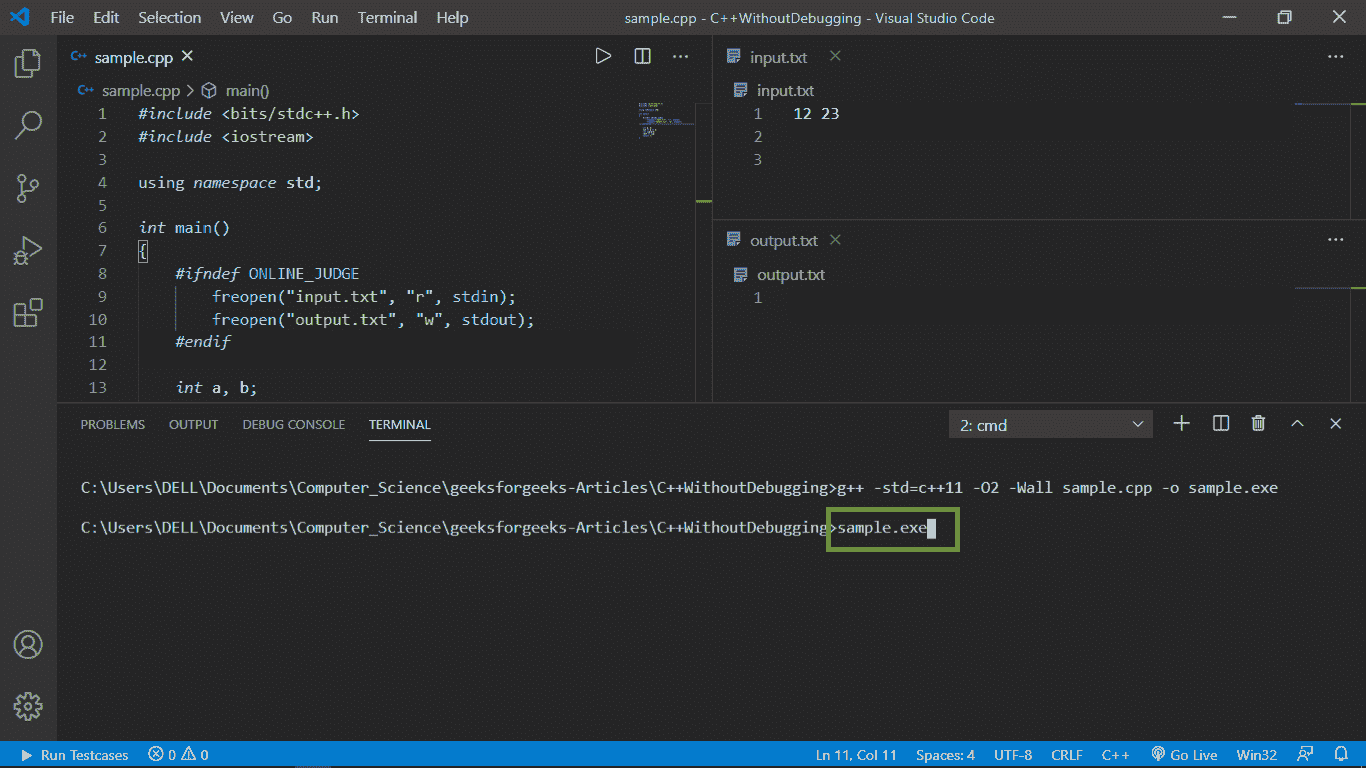 File Edit Selection View Go Run Terminal Help
sample.cpp - C++WithoutDebugging - Visual Studio Code
sample.cpp
sample.cpp > main()
1 #include <bits/stdc++.h>
2 #include <iostream>
3
4 using namespace std;
5
6 int main()
7 {
8 #ifndef ONLINE_JUDGE
9 freopen("input.txt", "r", stdin);
10 freopen("output.txt", "w", stdout);
11 #endif
12
13 int a, b;
input.txt
input.txt
1 12 23
2
3
output.txt
output.txt
1
PROBLEMS OUTPUT DEBUG CONSOLE TERMINAL
2: cmd
C:\Users\DELL\Documents\Computer_Science\geeksforgeeks-Articles\C++WithoutDebugging>g++ -std=c++11 -O2 -Wall sample.cpp -o sample.exe
C:\Users\DELL\Documents\Computer_Science\geeksforgeeks-Articles\C++WithoutDebugging>sample.exe
Run Testcases 0 0 Ln 11, Col 11 Spaces: 4 UTF-8 CRLF C++ Go Live Win32